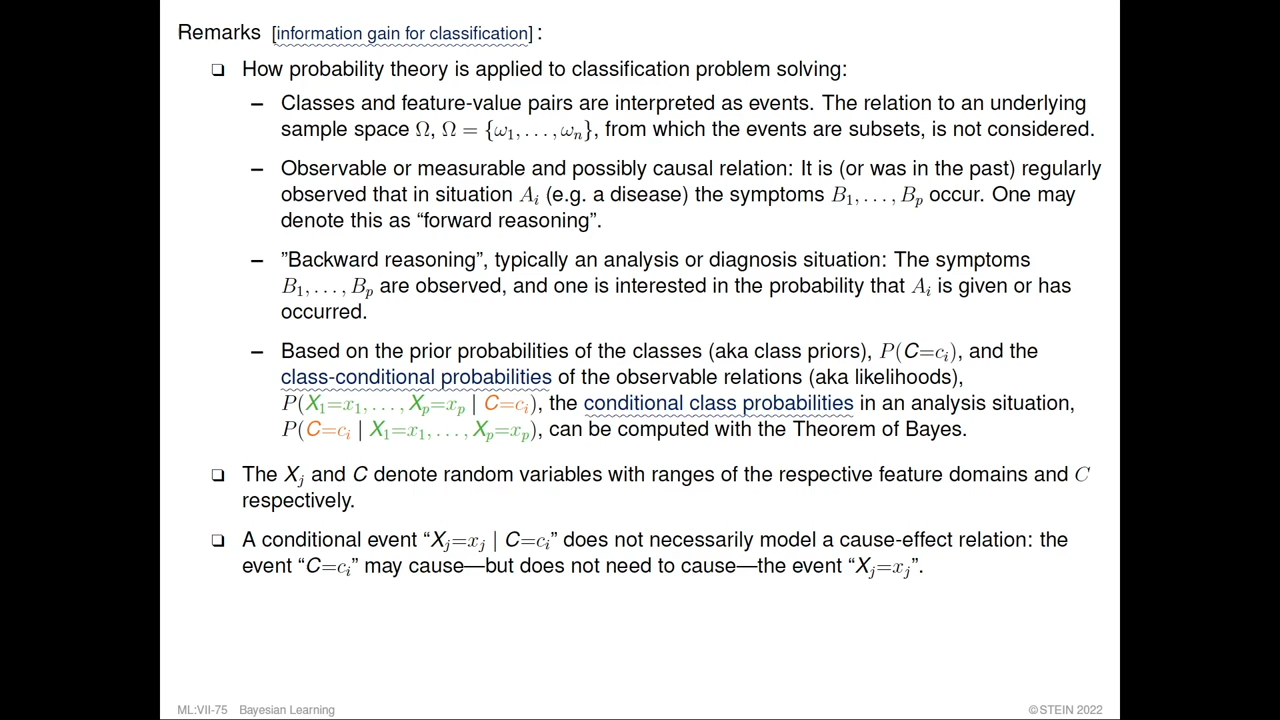 Remarks [information gain for classification] :
❑ How probability theory is applied to classification problem solving:
– Classes and feature-value pairs are interpreted as events. The relation to an underlying
sample space Ω, Ω = {ω₁, . . . , ωₙ}, from which the events are subsets, is not considered.
– Observable or measurable and possibly causal relation: It is (or was in the past) regularly
observed that in situation Aᵢ (e.g. a disease) the symptoms B₁, . . . , Bₚ occur. One may
denote this as “forward reasoning”.
– ”Backward reasoning”, typically an analysis or diagnosis situation: The symptoms
B₁, . . . , Bₚ are observed, and one is interested in the probability that Aᵢ is given or has
occurred.
– Based on the prior probabilities of the classes (aka class priors), P(C=cᵢ), and the
class-conditional probabilities of the observable relations (aka likelihoods),
P(X₁=x₁, . . . , Xₚ=xₚ | C=cᵢ), the conditional class probabilities in an analysis situation,
P(C=cᵢ | X₁=x₁, . . . , Xₚ=xₚ), can be computed with the Theorem of Bayes.
❑ The Xⱼ and C denote random variables with ranges of the respective feature domains and C
respectively.
❑ A conditional event “Xⱼ=xⱼ | C=cᵢ” does not necessarily model a cause-effect relation: the
event “C=cᵢ” may cause—but does not need to cause—the event “Xⱼ=xⱼ”.
ML:VII-75 Bayesian Learning ©STEIN 2022